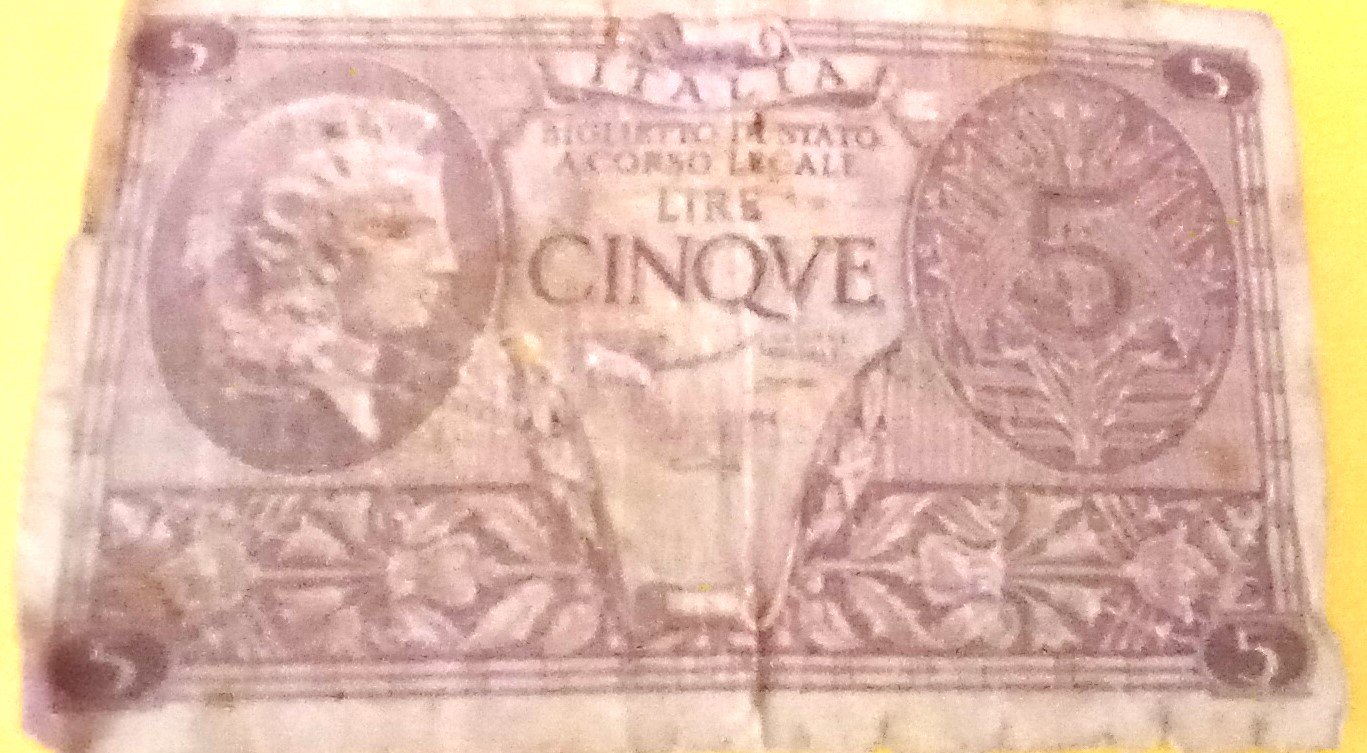 5
5
ITALIA
BIGLIETTO DI STATO
A CORSO LEGALE
LIRE
CINQVE
5
5
5